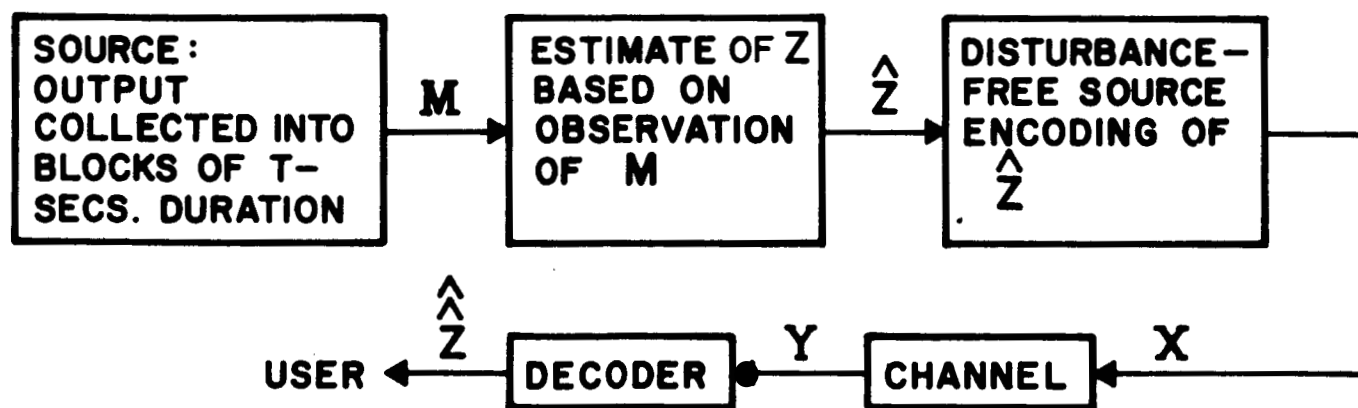 SOURCE:
OUTPUT
COLLECTED INTO
BLOCKS OF T-
SECS. DURATION
M
ESTIMATE OF Z
BASED ON
OBSERVATION
OF M
Ẑ
DISTURBANCE-
FREE SOURCE
ENCODING OF
Ẑ
USER
Ẑ̂
DECODER
Y
CHANNEL
X